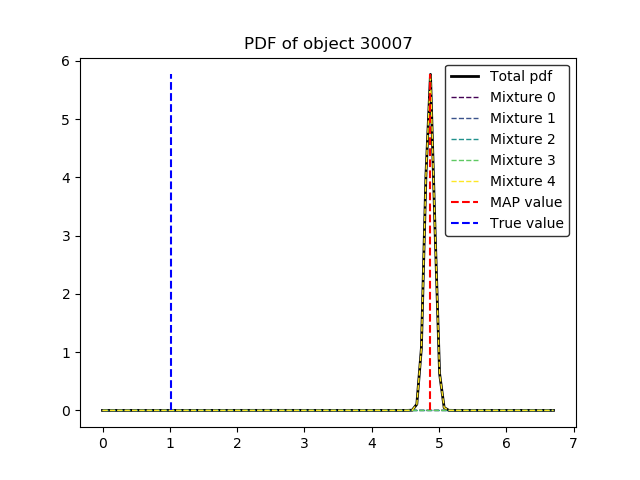 PDF of object 30007
6
5
4
3
2
1
0
0 1 2 3 4 5 6 7
Total pdf
Mixture 0
Mixture 1
Mixture 2
Mixture 3
Mixture 4
MAP value
True value